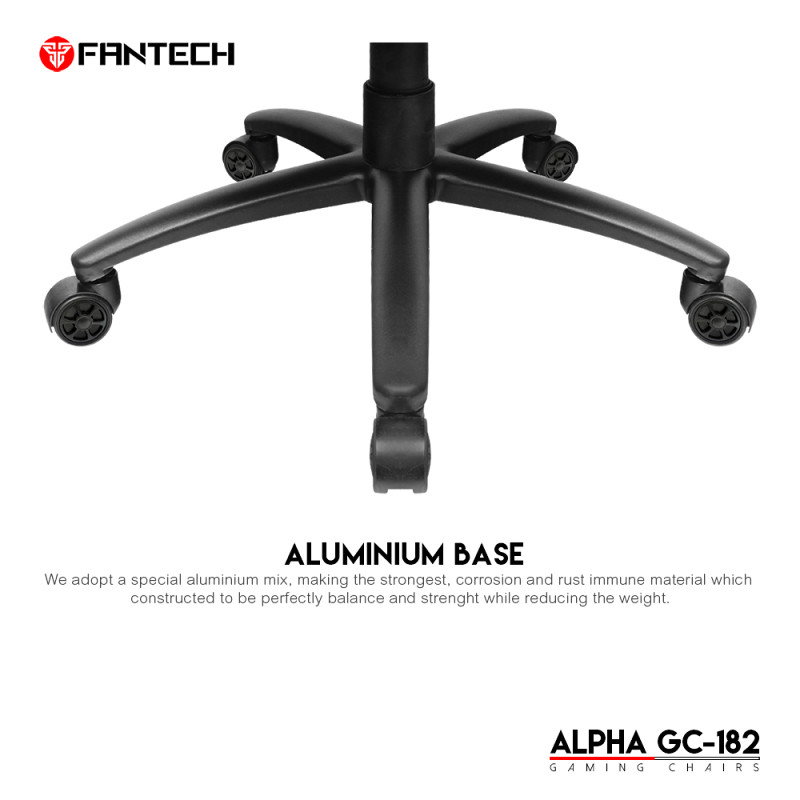 FANTECH
ALUMINIUM BASE
We adopt a special aluminium mix, making the strongest, corrosion and rust immune material which
constructed to be perfectly balance and strenght while reducing the weight.
ALPHA GC-182
GAMING CHAIRS